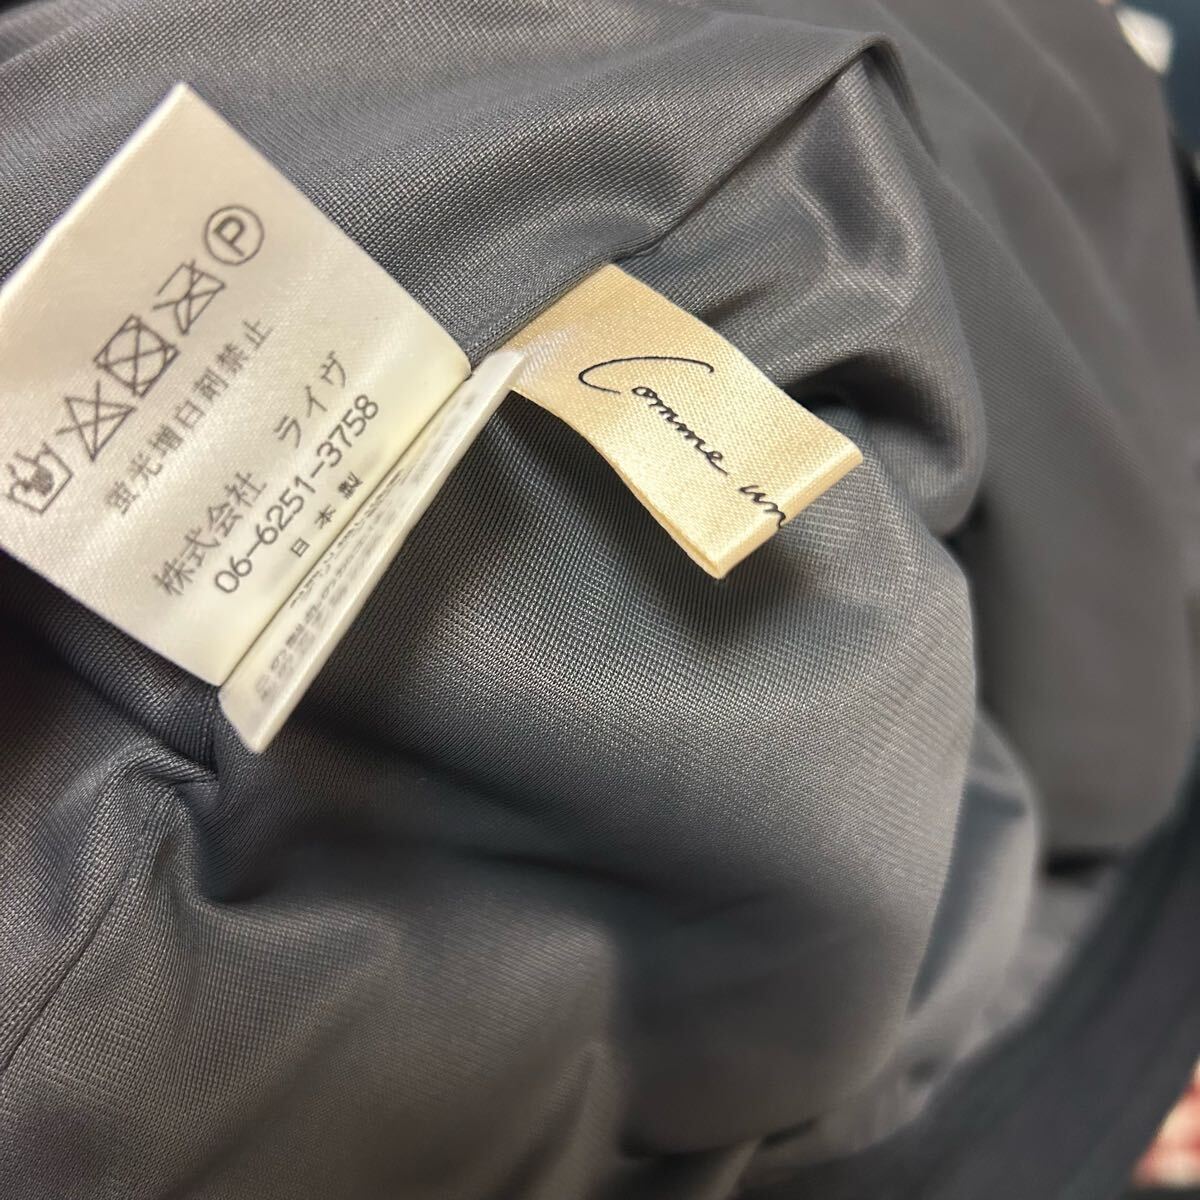 P
蛍光増白剤禁止
株式会社 ライヴ
06-6251-3758
日本製
Comme un